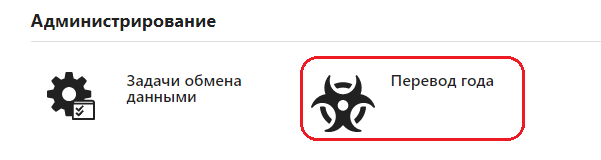 Администрирование
Задачи обмена
данными
Перевод года